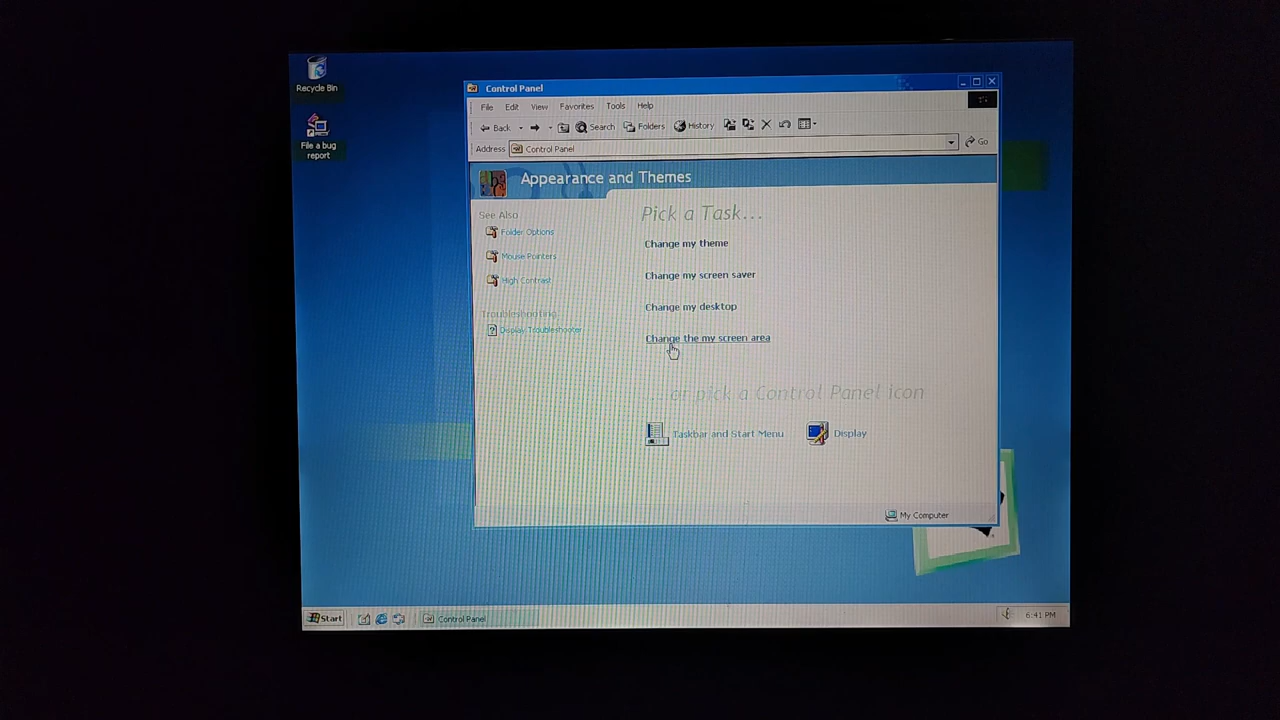 Recycle Bin
File a bug
report
Control Panel
File Edit View Favorites Tools Help
Back Search Folders History
Address Control Panel Go
Appearance and Themes
See Also
Folder Options
Mouse Pointers
High Contrast
Troubleshooting
Display Troubleshooter
Pick a Task...
Change my theme
Change my screen saver
Change my desktop
Change the my screen area
... or pick a Control Panel icon
Taskbar and Start Menu Display
My Computer
Start Control Panel 6:41 PM